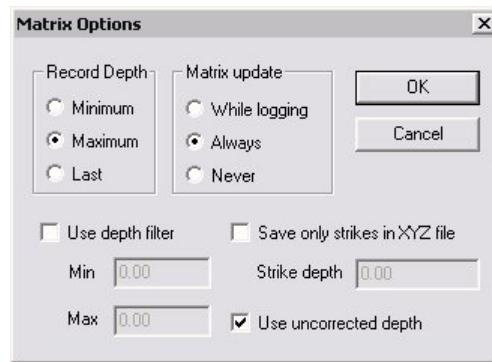 Matrix Options
Record Depth
Minimum
Maximum
Last
Matrix update
While logging
Always
Never
OK
Cancel
Use depth filter
Min 0.00
Max 0.00
Save only strikes in XYZ file
Strike depth 0.00
Use uncorrected depth